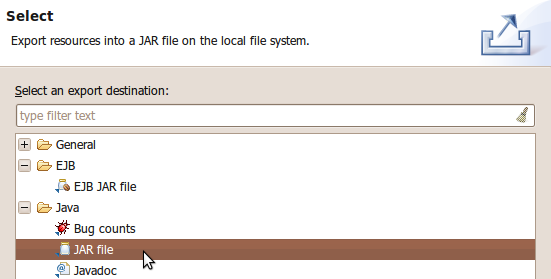 Select
Export resources into a JAR file on the local file system.
Select an export destination:
type filter text
General
EJB
EJB JAR file
Java
Bug counts
JAR file
Javadoc